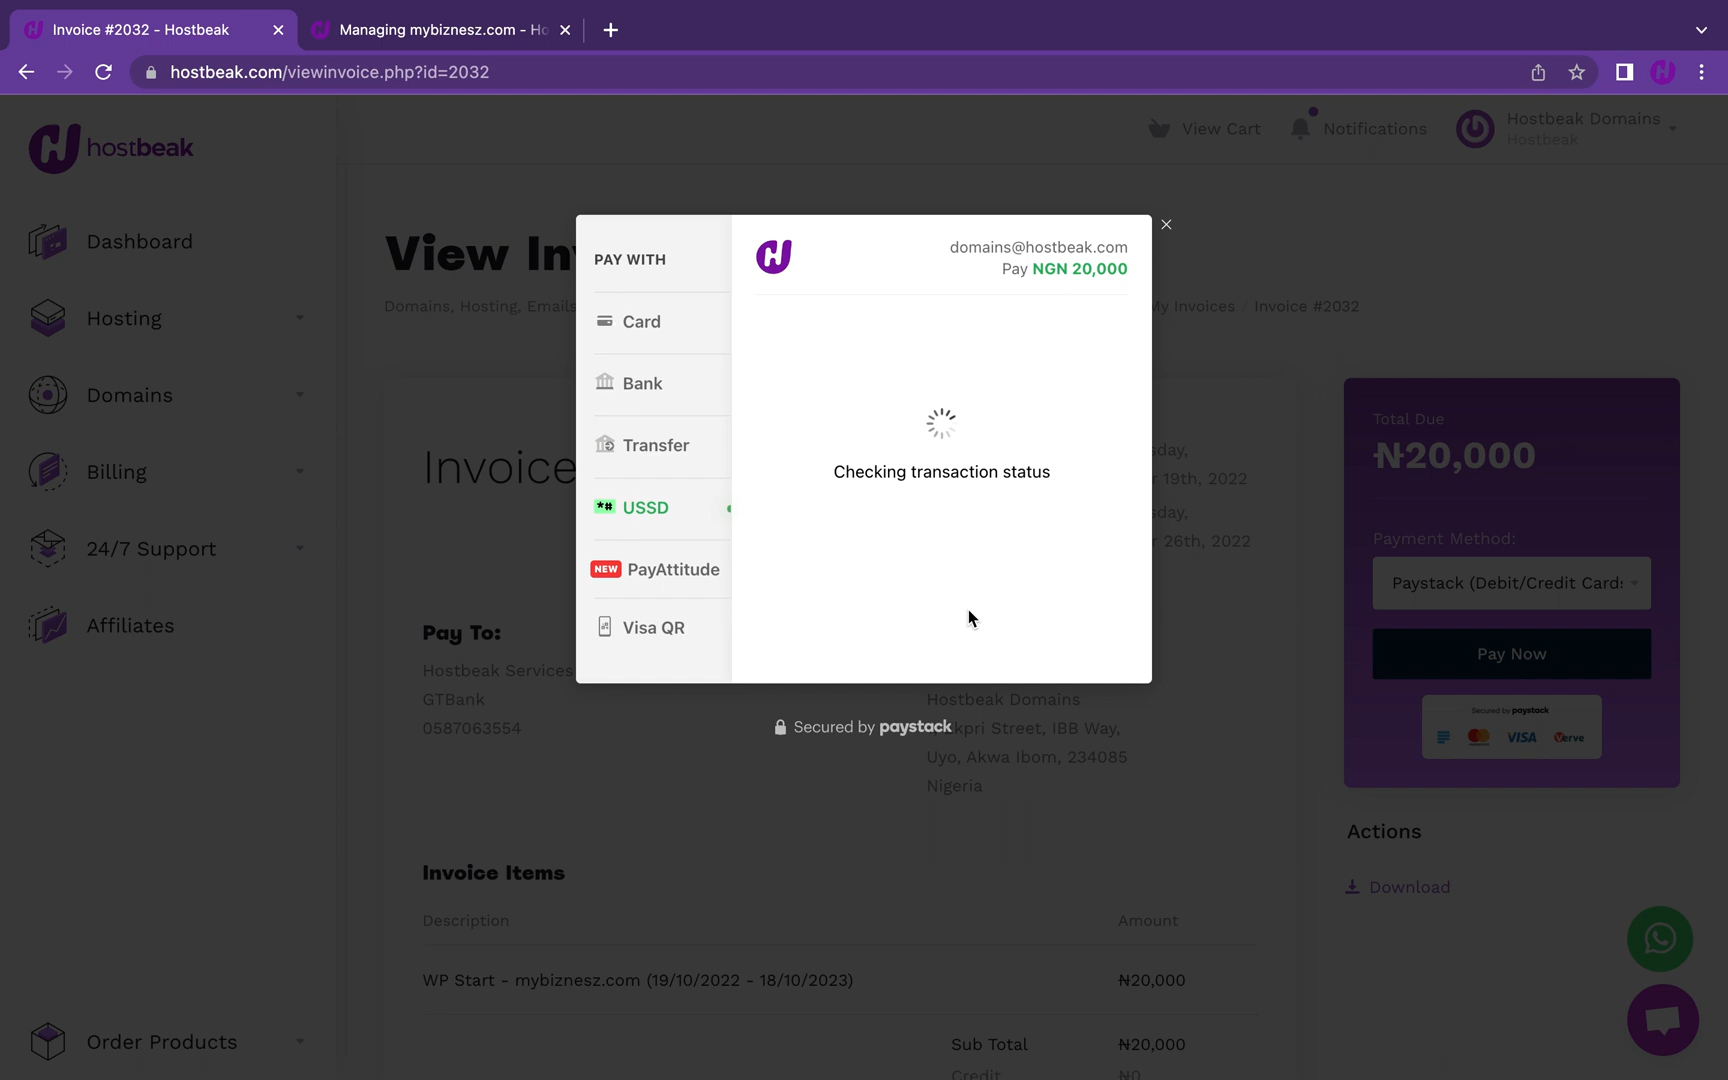 Invoice #2032 - Hostbeak
Managing mybiznesz.com - Ho
hostbeak.com/viewinvoice.php?id=2032
hostbeak
View Cart
Notifications
Hostbeak Domains
Hostbeak
Dashboard
Hosting
Domains
Billing
24/7 Support
Affiliates
Order Products
View In
Domains, Hosting, Emails
My Invoices / Invoice #2032
PAY WITH
Card
Bank
Transfer
*# USSD
NEW PayAttitude
Visa QR
domains@hostbeak.com
Pay NGN 20,000
Checking transaction status
Secured by paystack
Invoice
sday,
r 19th, 2022
sday,
r 26th, 2022
Pay To:
Hostbeak Services
GTBank
0587063554
Hostbeak Domains
kpri Street, IBB Way,
Uyo, Akwa Ibom, 234085
Nigeria
Invoice Items
Description
Amount
WP Start - mybiznesz.com (19/10/2022 - 18/10/2023)
₦20,000
Sub Total
₦20,000
Credit
₦0
Total Due
₦20,000
Payment Method:
Paystack (Debit/Credit Cards
Pay Now
Secured by paystack
VISA
Verve
Actions
Download